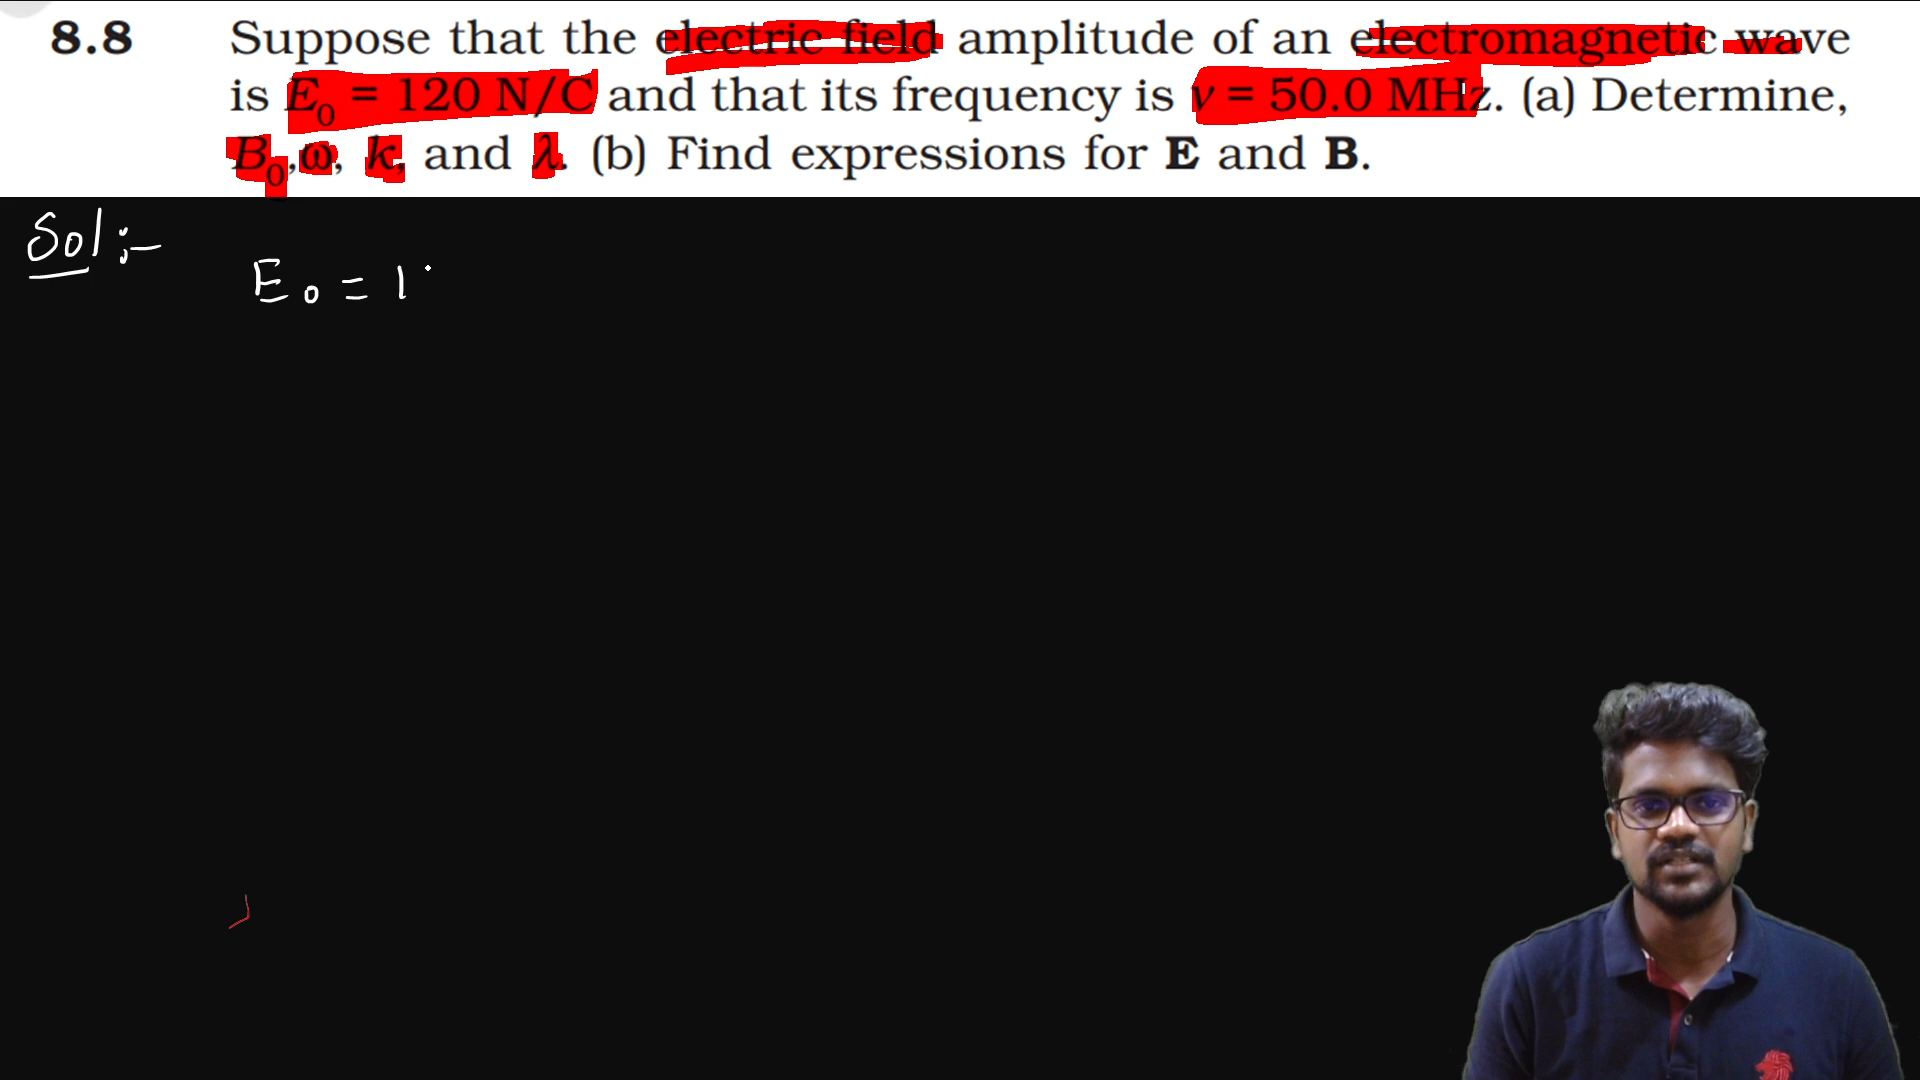 8.8 Suppose that the electric field amplitude of an electromagnetic wave
is E₀ = 120 N/C and that its frequency is ν = 50.0 MHz. (a) Determine,
B₀,ω, k, and λ. (b) Find expressions for E and B.
Sol :-
E₀ = 1